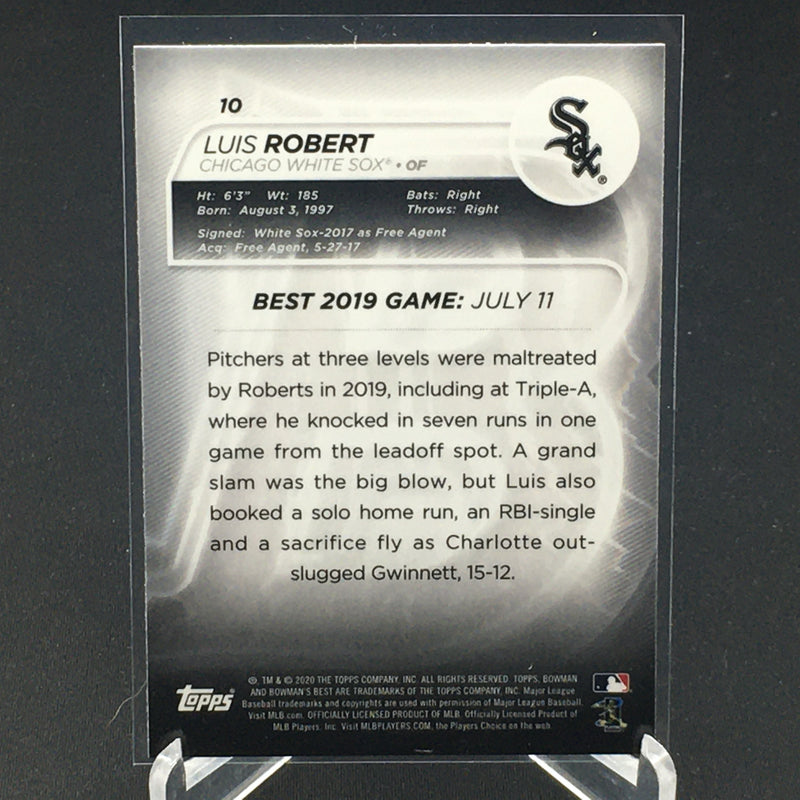 10
LUIS ROBERT
CHICAGO WHITE SOX® • OF
Sox®
Ht: 6'3" Wt: 185 Bats: Right
Born: August 3, 1997 Throws: Right
Signed: White Sox-2017 as Free Agent
Acq: Free Agent, 5-27-17
BEST 2019 GAME: JULY 11
Pitchers at three levels were maltreated
by Roberts in 2019, including at Triple-A,
where he knocked in seven runs in one
game from the leadoff spot. A grand
slam was the big blow, but Luis also
booked a solo home run, an RBI-single
and a sacrifice fly as Charlotte out-
slugged Gwinnett, 15-12.
topps®
®, TM & © 2020 THE TOPPS COMPANY, INC. ALL RIGHTS RESERVED. TOPPS, BOWMAN
AND BOWMAN'S BEST ARE TRADEMARKS OF THE TOPPS COMPANY, INC. Major League
Baseball trademarks and copyrights are used with permission of Major League Baseball.
Visit MLB.com. OFFICIALLY LICENSED PRODUCT OF MLB Officially Licensed Product of
MLB Players, Inc. Visit MLBPLAYERS.COM, the Players Choice on the web.